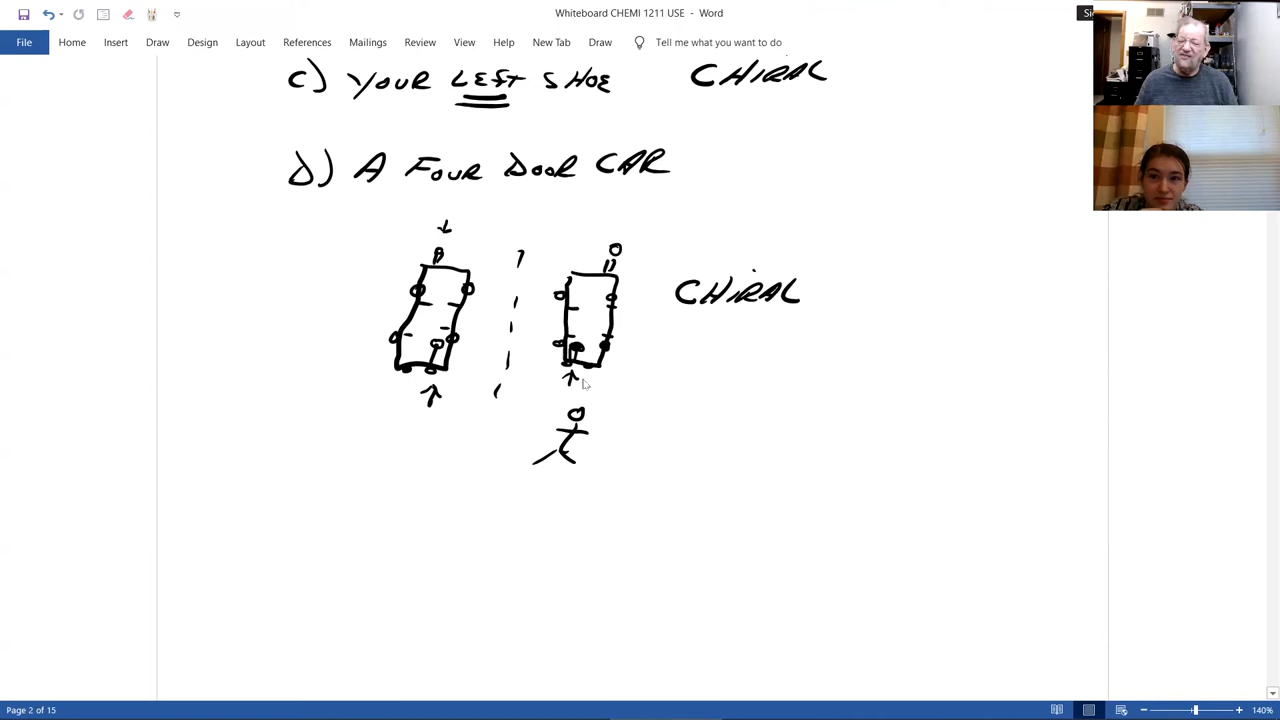 Whiteboard CHEMI 1211 USE - Word
File Home Insert Draw Design Layout References Mailings Review View Help New Tab Draw Tell me what you want to do
C) YOUR LEFT SHOE CHIRAL
D) A FOUR DOOR CAR
CHIRAL
Page 2 of 15
140%